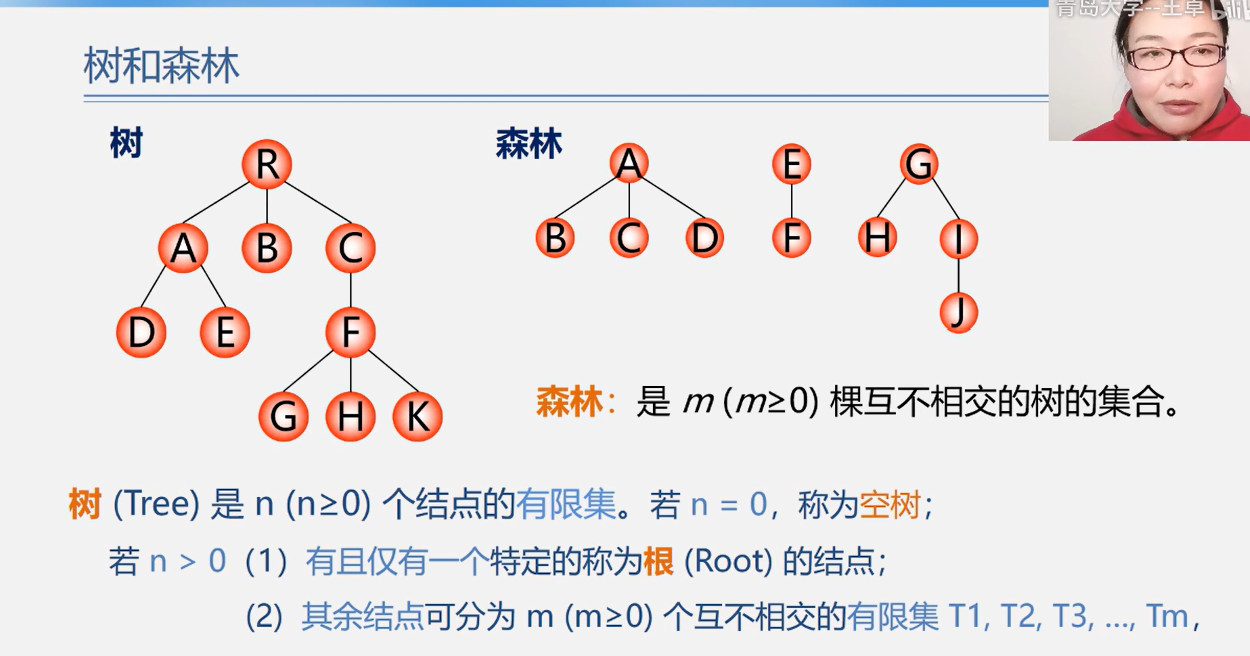 青岛大学--王卓 bilibili
树和森林
树
森林
R
A B C
D E F
G H K
A E G
B C D F H I
J
森林：是 m (m≥0) 棵互不相交的树的集合。
树 (Tree) 是 n (n≥0) 个结点的有限集。若 n = 0，称为空树；
若 n > 0（1）有且仅有一个特定的称为根 (Root) 的结点；
(2) 其余结点可分为 m (m≥0) 个互不相交的有限集 T1, T2, T3, ..., Tm，